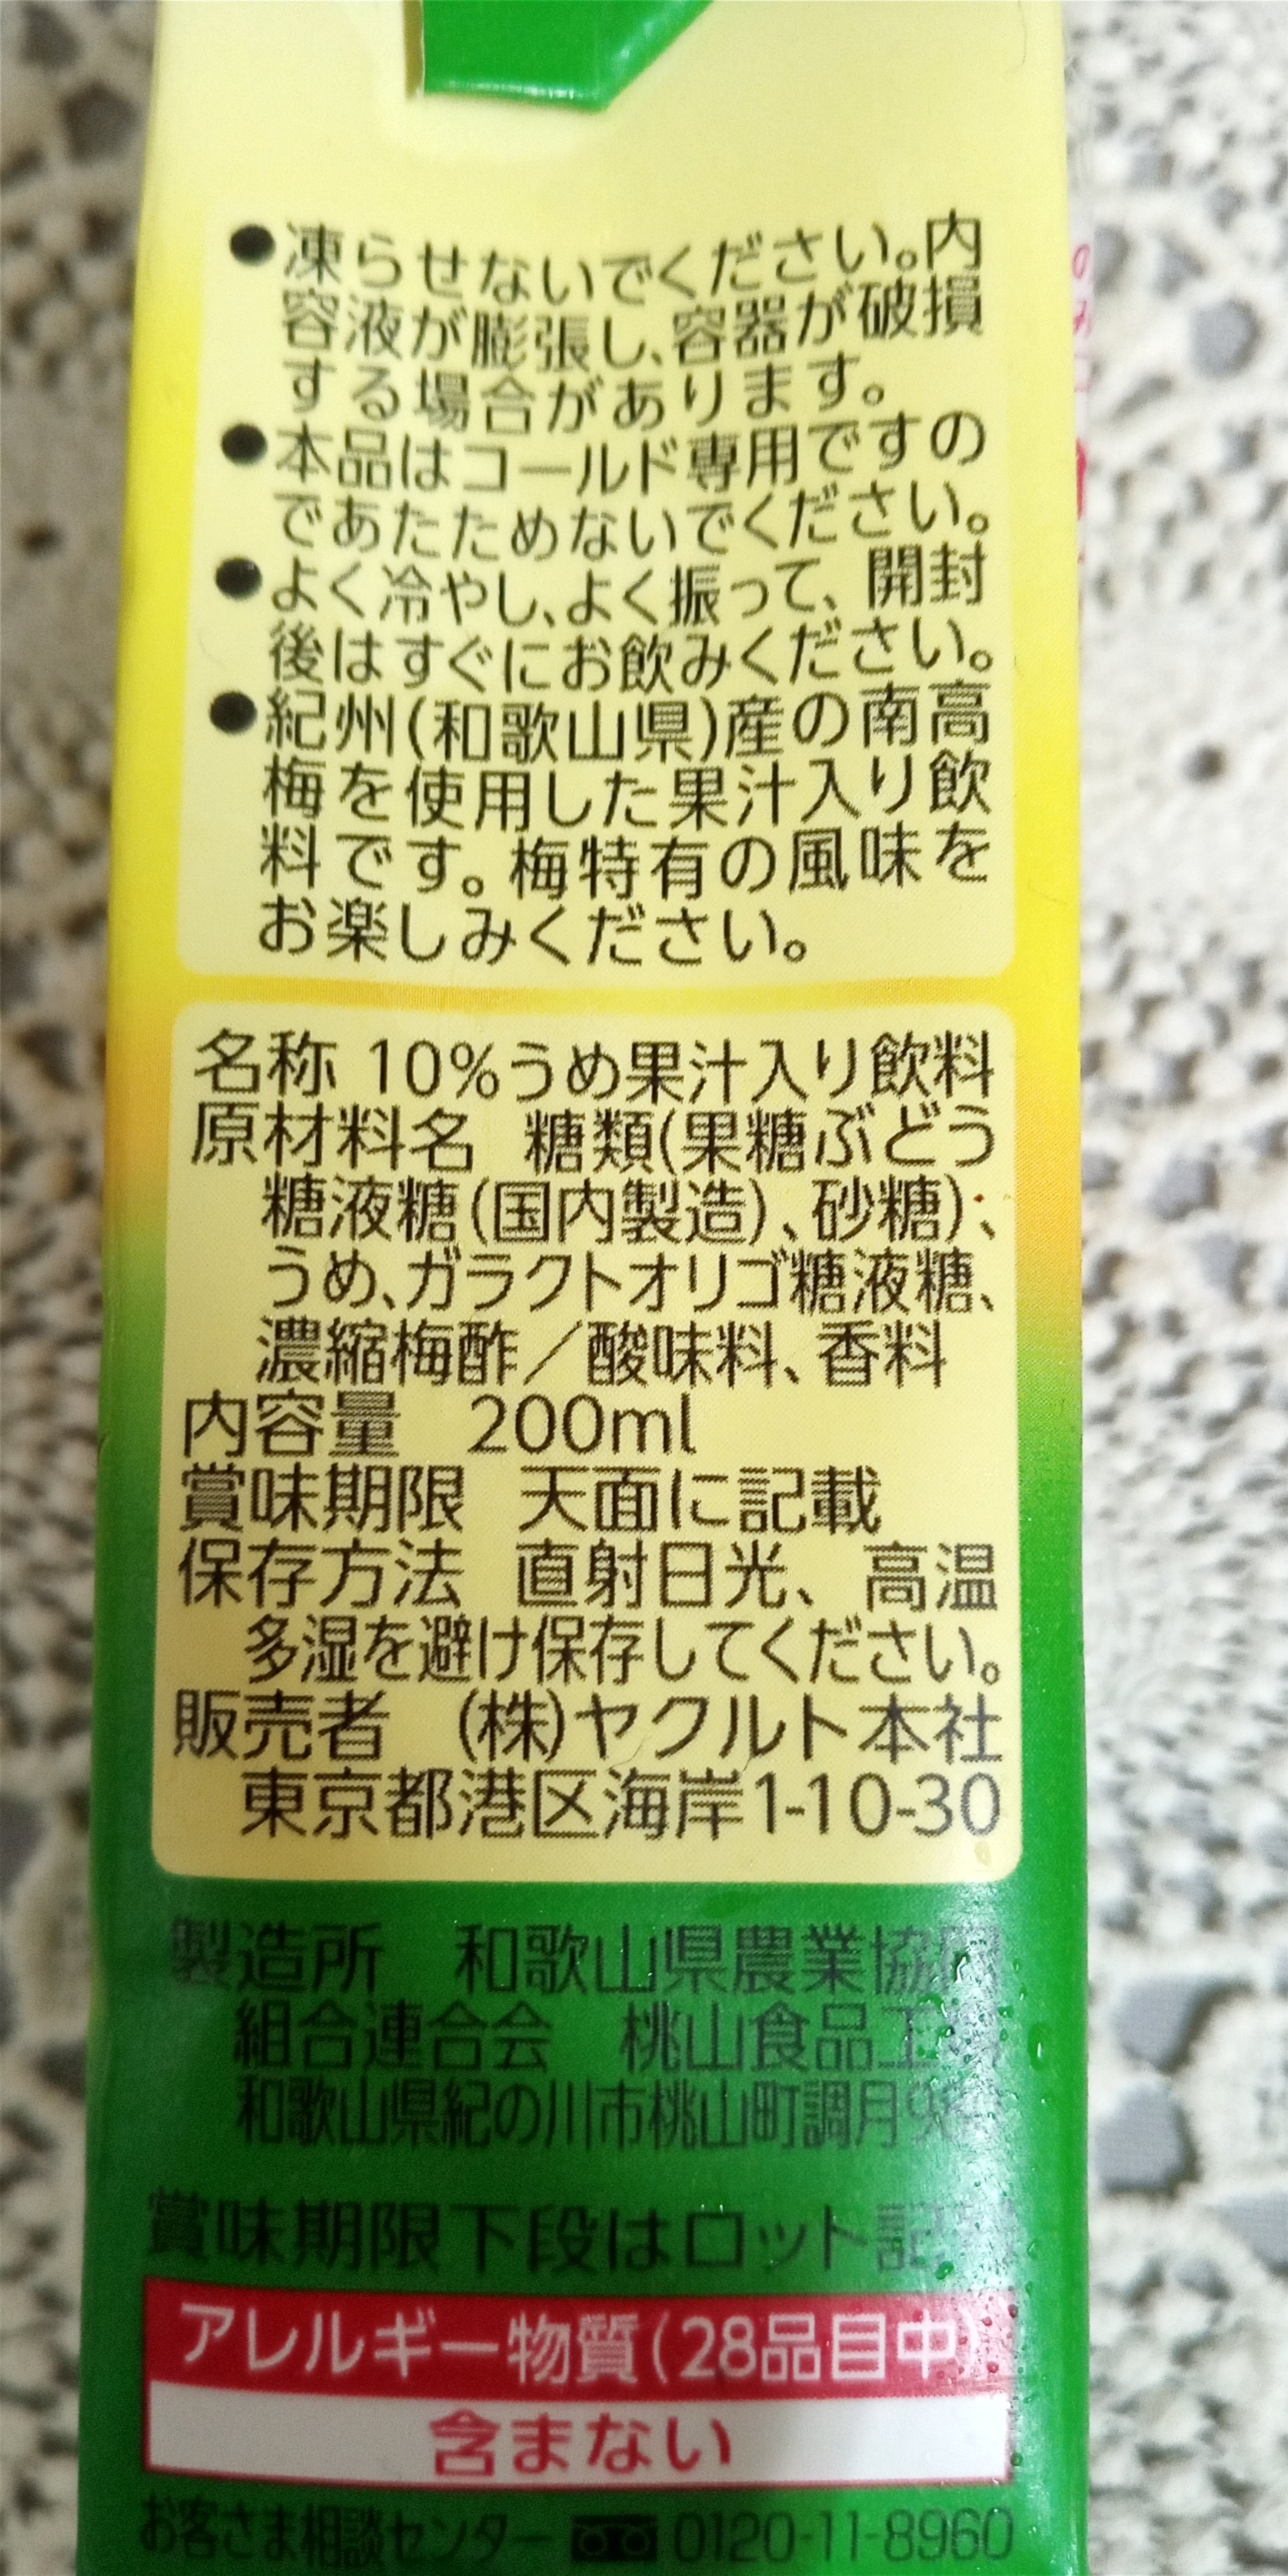 ●凍らせないでください。内
容液が膨張し、容器が破損
する場合があります。
●本品はコールド専用ですの
であたためないでください。
●よく冷やし、よく振って、開封
後はすぐにお飲みください。
●紀州(和歌山県)産の南高
梅を使用した果汁入り飲
料です。梅特有の風味を
お楽しみください。
名称 10%うめ果汁入り飲料
原材料名 糖類(果糖ぶどう
糖液糖(国内製造)、砂糖)、
うめ、ガラクトオリゴ糖液糖、
濃縮梅酢／酸味料、香料
内容量 200ml
賞味期限 天面に記載
保存方法 直射日光、高温
多湿を避け保存してください。
販売者 (株)ヤクルト本社
東京都港区海岸1-10-30
製造所 和歌山県農業協同
組合連合会 桃山食品工場
和歌山県紀の川市桃山町調月
賞味期限下段はロット記号
アレルギー物質(28品目中)
含まない
お客さま相談センター 0120-11-8960